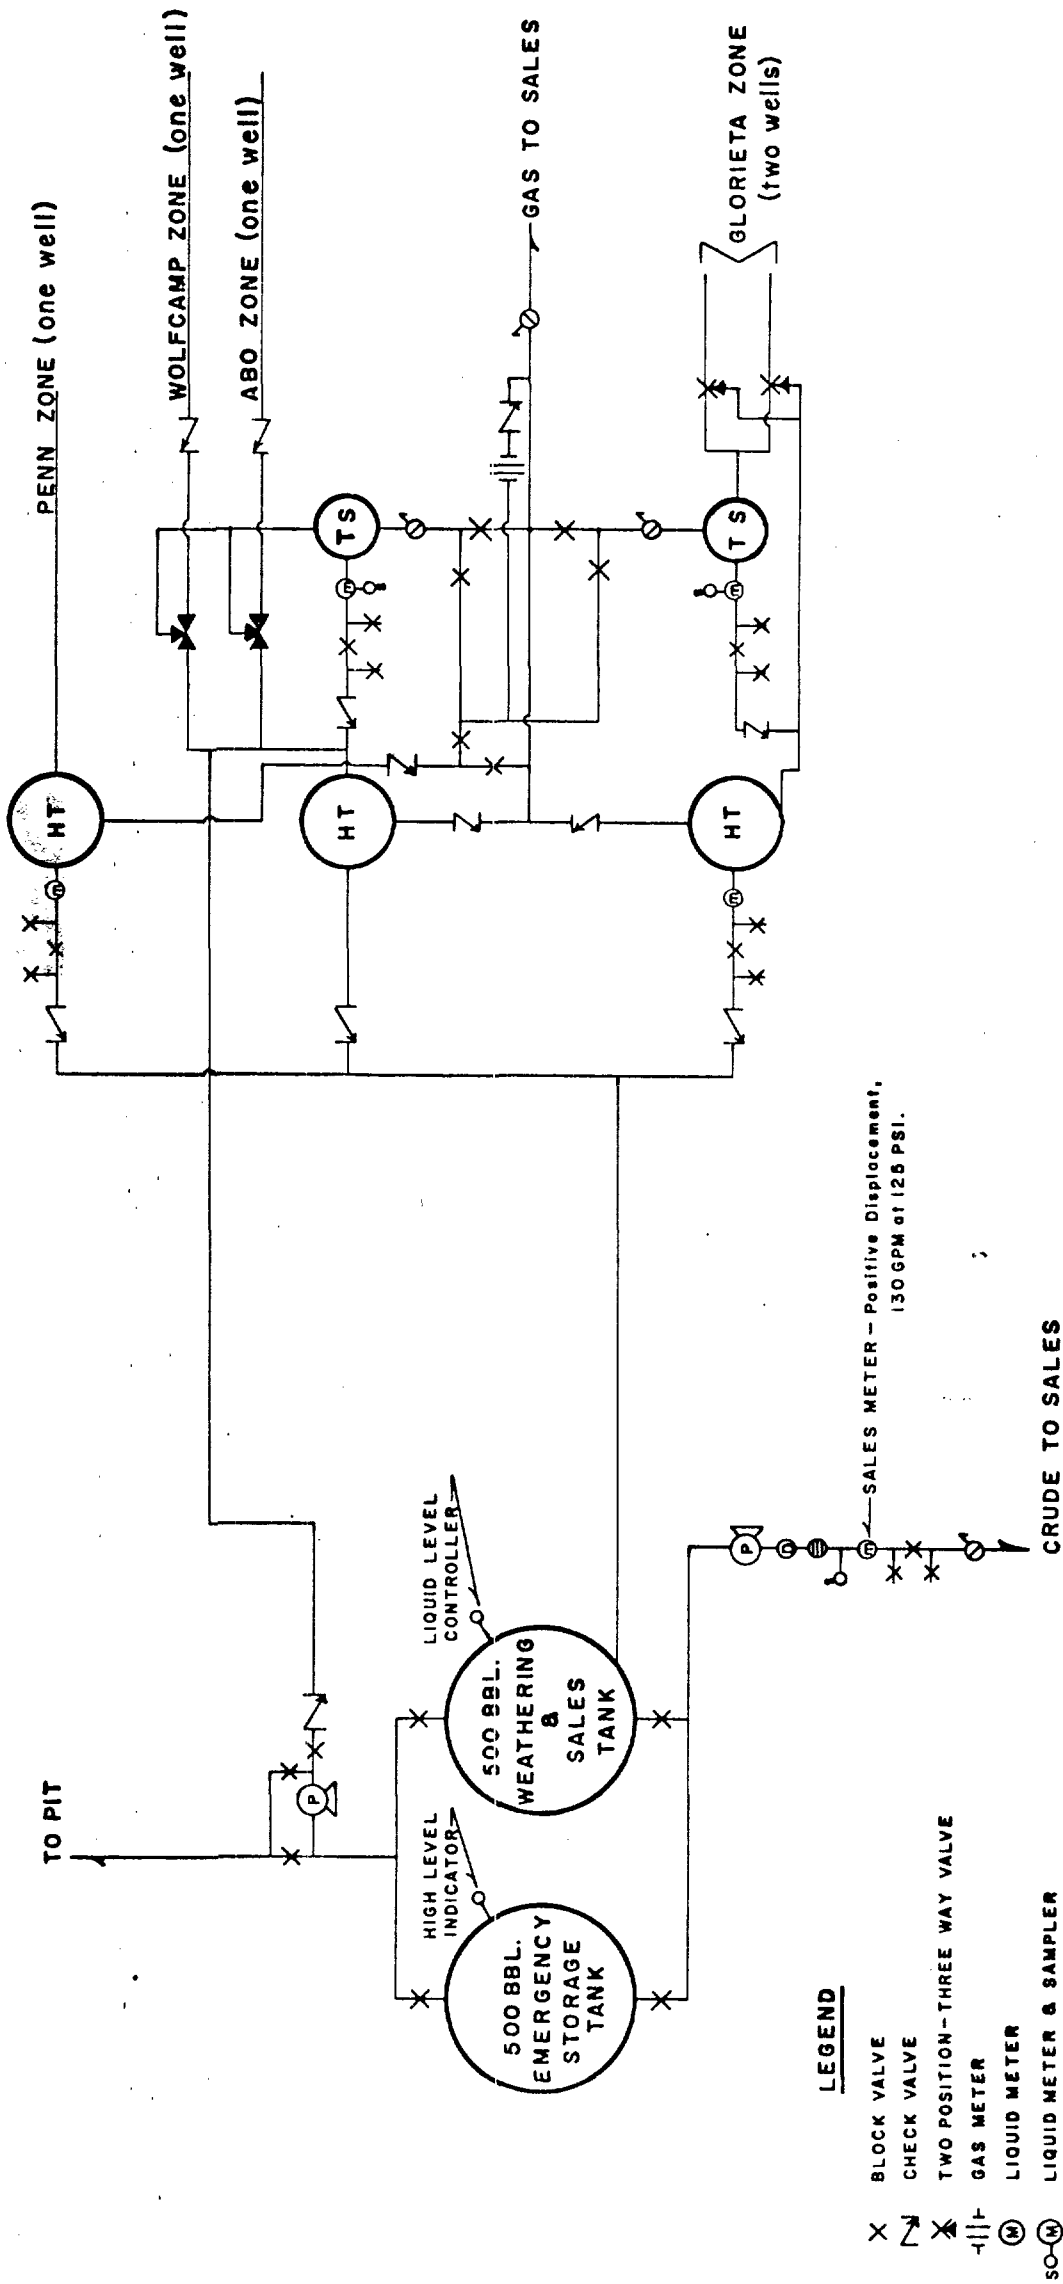 PENN ZONE (one well)
WOLFCAMP ZONE (one well)
ABO ZONE (one well)
GAS TO SALES
GLORIETA ZONE
(two wells)
HT
HT
HT
TS
TS
m
m
m
m
TO PIT
P
HIGH LEVEL
INDICATOR
LIQUID LEVEL
CONTROLLER
500 BBL.
EMERGENCY
STORAGE
TANK
500 BBL.
WEATHERING
&
SALES
TANK
P
m
SALES METER - Positive Displacement,
130 GPM at 125 PSI.
CRUDE TO SALES
LEGEND
BLOCK VALVE
CHECK VALVE
TWO POSITION-THREE WAY VALVE
GAS METER
M LIQUID METER
SO M LIQUID METER & SAMPLER